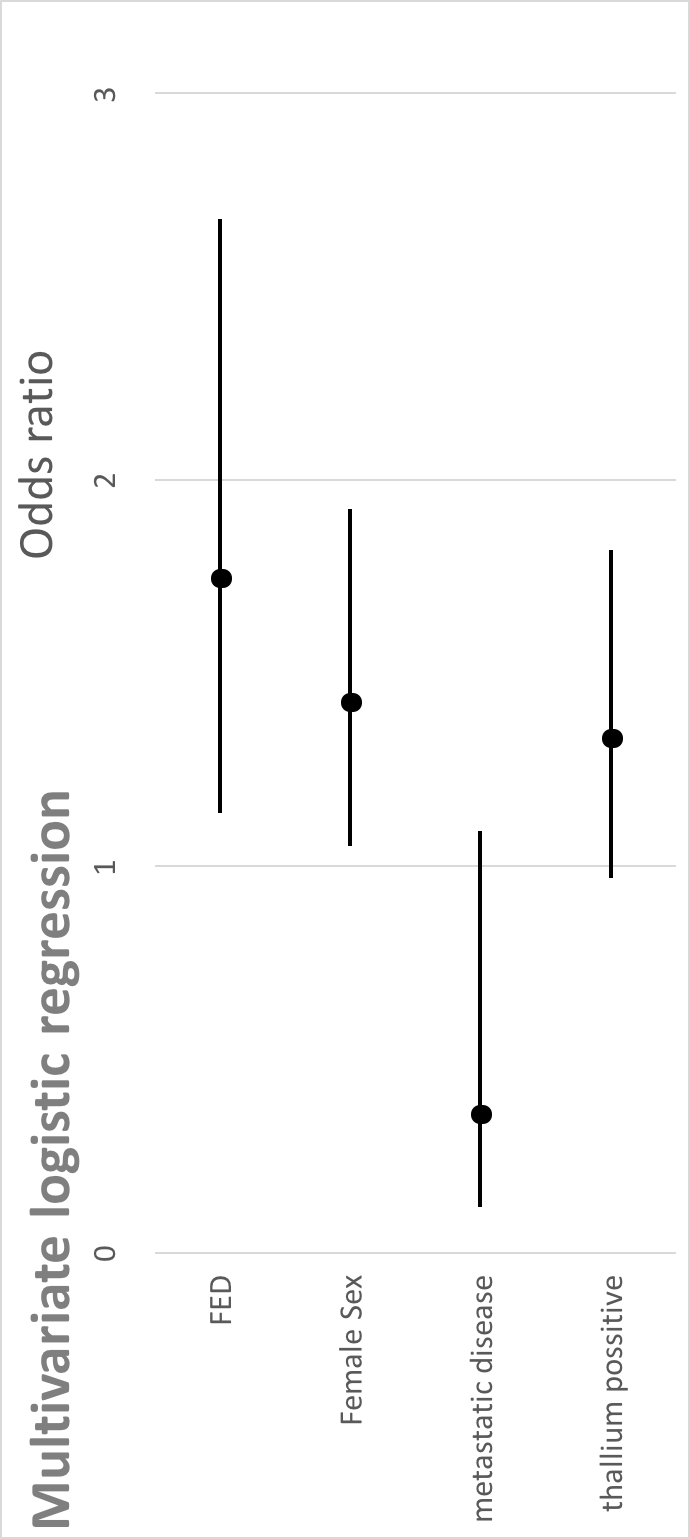 Multivariate logistic regression
Odds ratio
0 1 2 3
FED
Female Sex
metastatic disease
thallium possitive